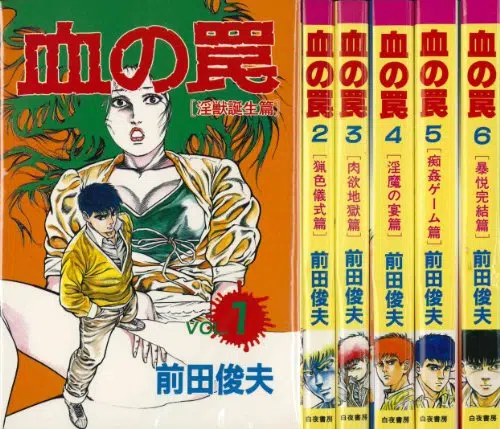 血の罠
[淫獣誕生篇]
VOL.1
前田俊夫
血の罠
2
[猟色儀式篇]
前田俊夫
白夜書房
血の罠
3
[肉欲地獄篇]
前田俊夫
白夜書房
血の罠
4
[淫魔の宴篇]
前田俊夫
白夜書房
血の罠
5
[痴姦ゲーム篇]
前田俊夫
白夜書房
血の罠
6
[暴悦完結篇]
前田俊夫
白夜書房